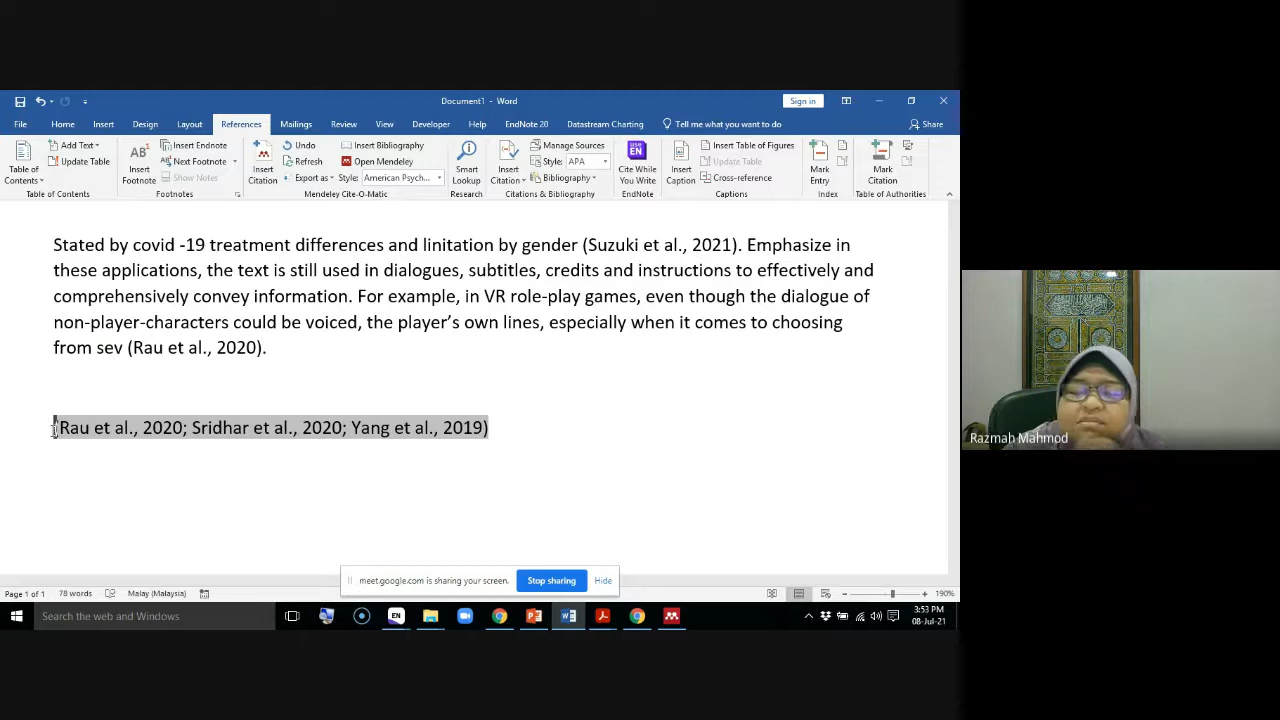 Document1 - Word
Sign in
File Home Insert Design Layout References Mailings Review View Developer Help EndNote 20 Datastream Charting Tell me what you want to do Share
Table of Contents
Add Text
Update Table
Table of Contents
AB1 Insert Footnote
Insert Endnote
Next Footnote
Show Notes
Footnotes
Insert Citation
Undo
Refresh
Export as
Insert Bibliography
Open Mendeley
Style: American Psych...
Mendeley Cite-O-Matic
Smart Lookup
Research
Insert Citation
Manage Sources
Style: APA
Bibliography
Citations & Bibliography
EN
Cite While You Write
EndNote
Insert Caption
Insert Table of Figures
Update Table
Cross-reference
Captions
Mark Entry
Index
Mark Citation
Table of Authorities
Stated by covid -19 treatment differences and linitation by gender (Suzuki et al., 2021). Emphasize in
these applications, the text is still used in dialogues, subtitles, credits and instructions to effectively and
comprehensively convey information. For example, in VR role-play games, even though the dialogue of
non-player-characters could be voiced, the player's own lines, especially when it comes to choosing
from sev (Rau et al., 2020).
(Rau et al., 2020; Sridhar et al., 2020; Yang et al., 2019)
Razmah Mahmod
meet.google.com is sharing your screen. Stop sharing Hide
Page 1 of 1 78 words Malay (Malaysia) 190%
Search the web and Windows
EN
3:53 PM
08-Jul-21